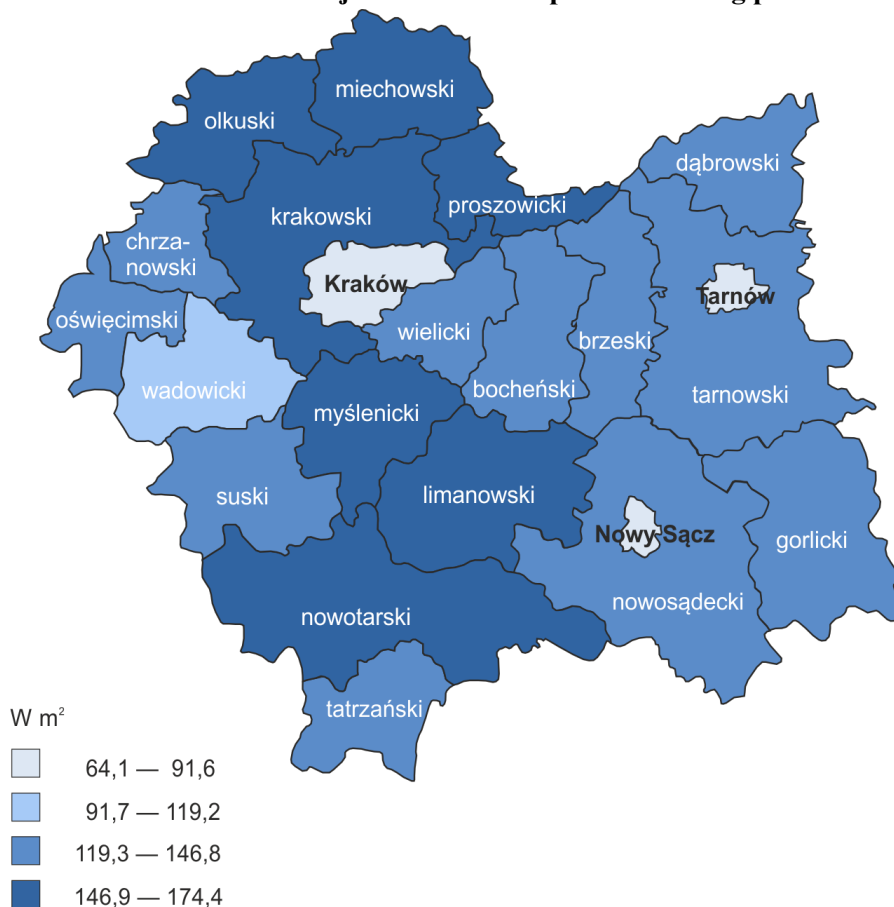 miechowski
olkuski
dąbrowski
proszowicki
krakowski
chrza-
nowski
Kraków
Tarnów
oświęcimski
wielicki
brzeski
wadowicki
bocheński
tarnowski
myślenicki
suski
limanowski
Nowy Sącz
gorlicki
nowosądecki
nowotarski
tatrzański
W m²
64,1 — 91,6
91,7 — 119,2
119,3 — 146,8
146,9 — 174,4